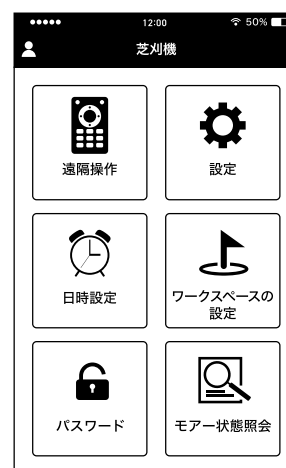 12:00
50%
芝刈機
遠隔操作
設定
日時設定
ワークスペースの
設定
パスワード
モアー状態照会